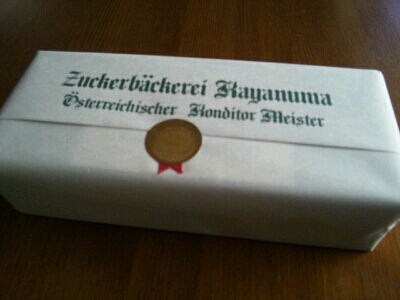 Zuckerbäckerei Kayanuma
Österreichischer Konditor Meister